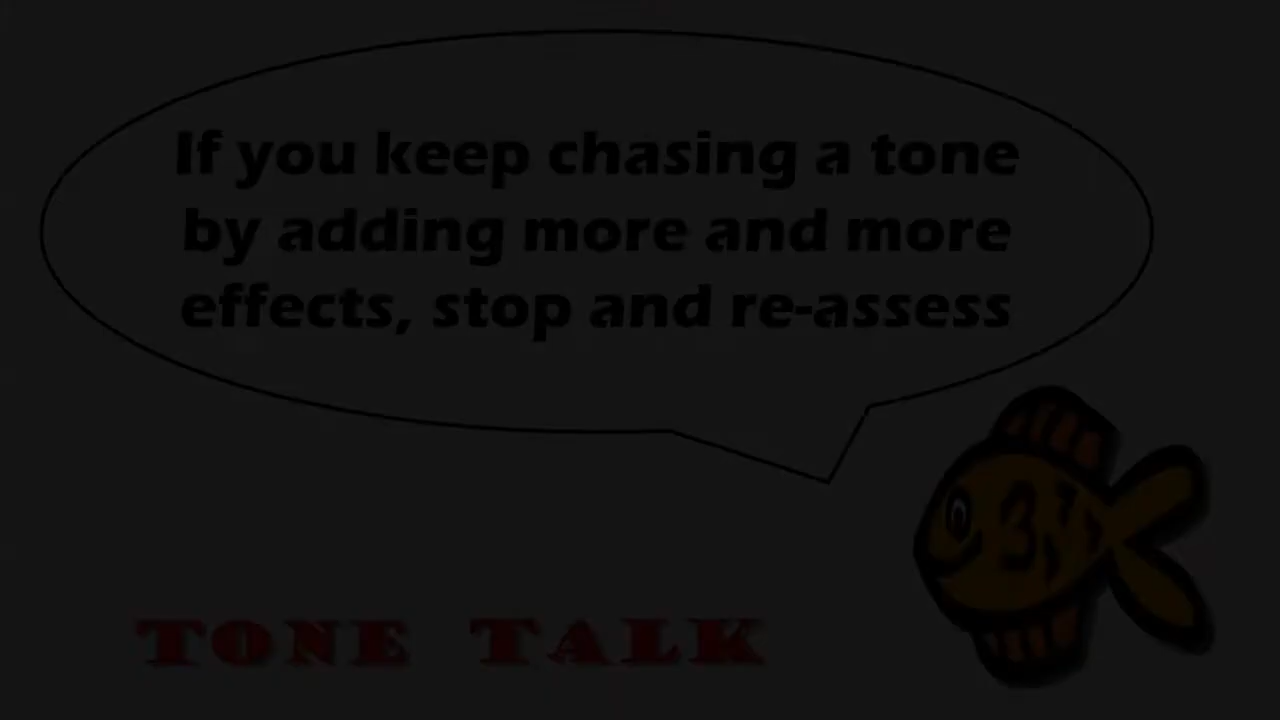 If you keep chasing a tone
by adding more and more
effects, stop and re-assess
TONE TALK